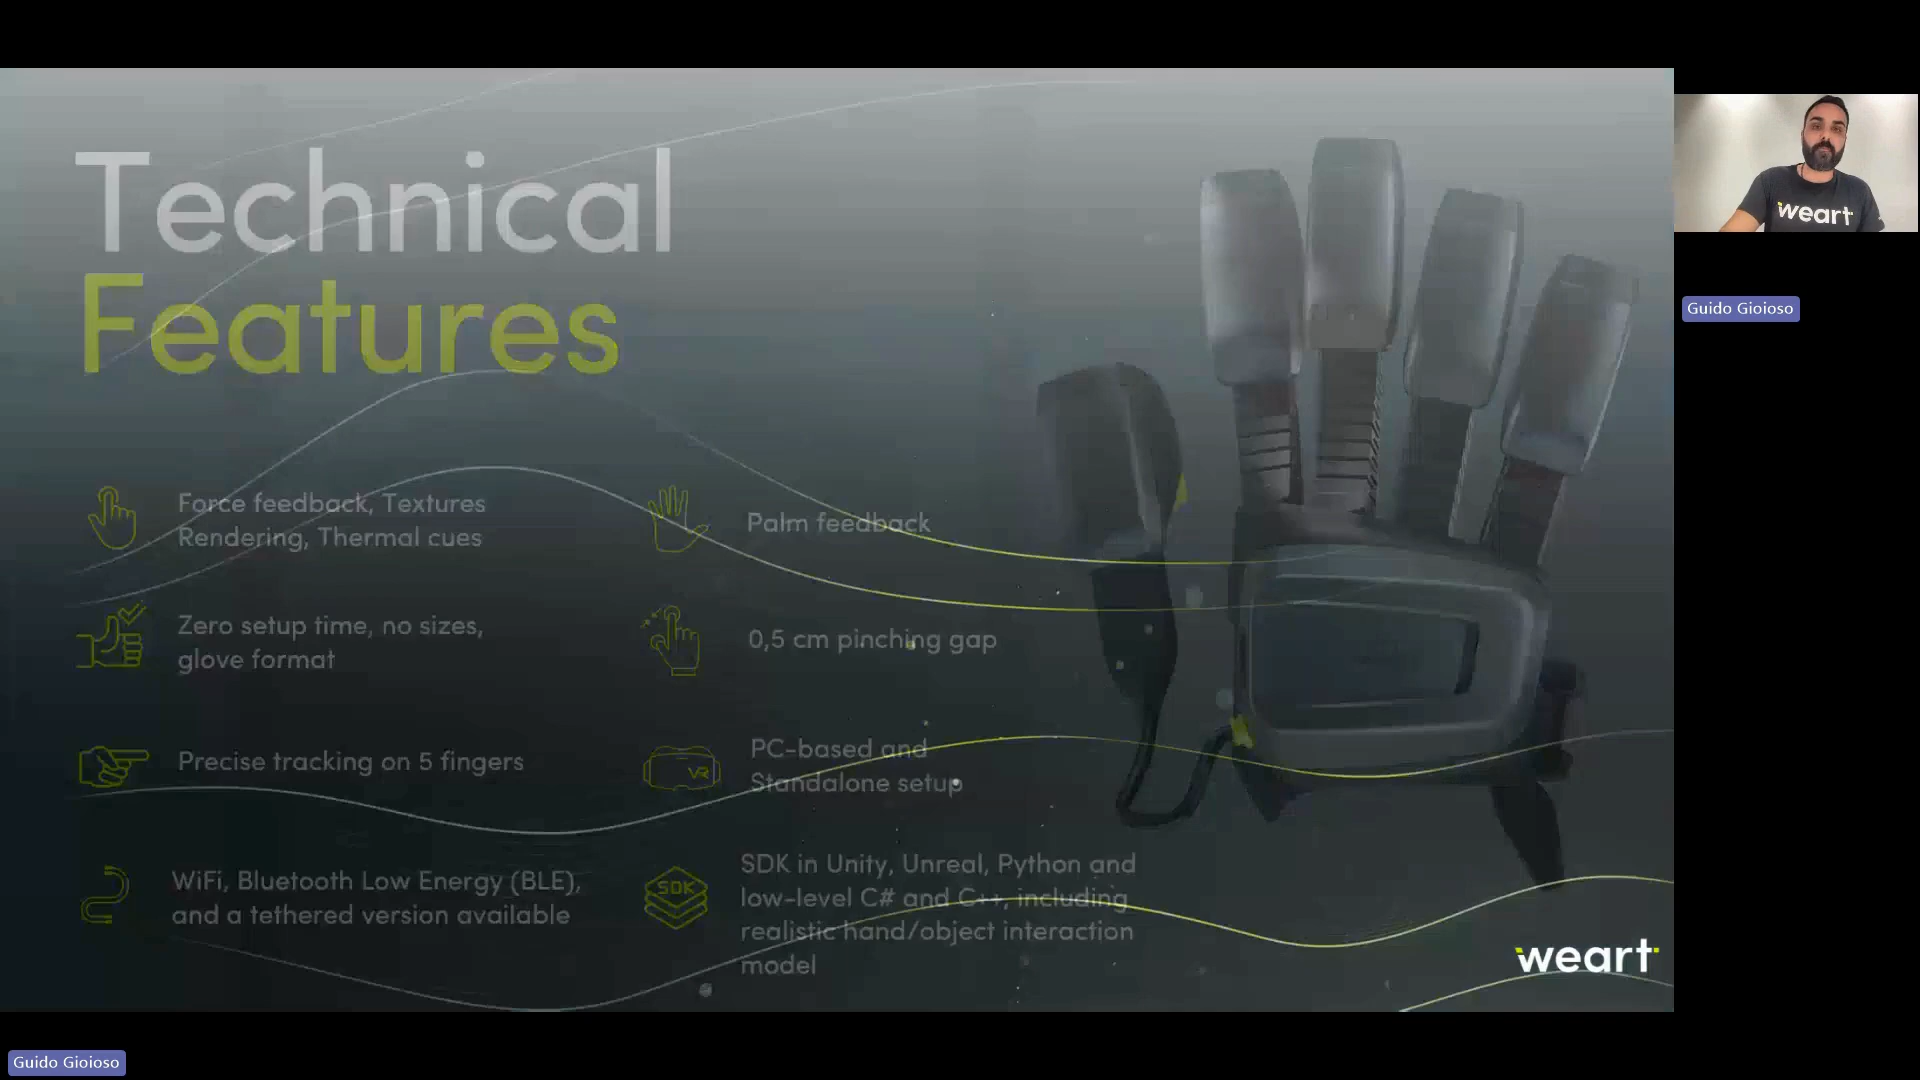 Technical
Features
Force feedback, Textures
Rendering, Thermal cues
Palm feedback
Zero setup time, no sizes,
glove format
0,5 cm pinching gap
Precise tracking on 5 fingers
VR
PC-based and
Standalone setup
WiFi, Bluetooth Low Energy (BLE),
and a tethered version available
SDK
SDK in Unity, Unreal, Python and
low-level C# and C++, including
realistic hand/object interaction
model
weart
weart
Guido Gioioso
Guido Gioioso